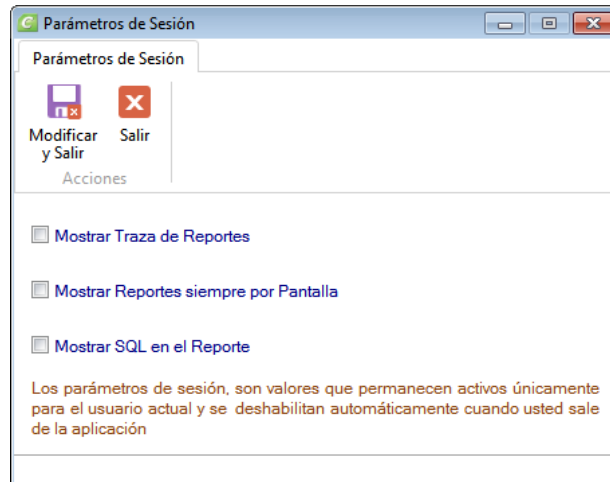 Parámetros de Sesión
Parámetros de Sesión
Modificar
y Salir
Salir
Acciones
Mostrar Traza de Reportes
Mostrar Reportes siempre por Pantalla
Mostrar SQL en el Reporte
Los parámetros de sesión, son valores que permanecen activos únicamente
para el usuario actual y se deshabilitan automáticamente cuando usted sale
de la aplicación